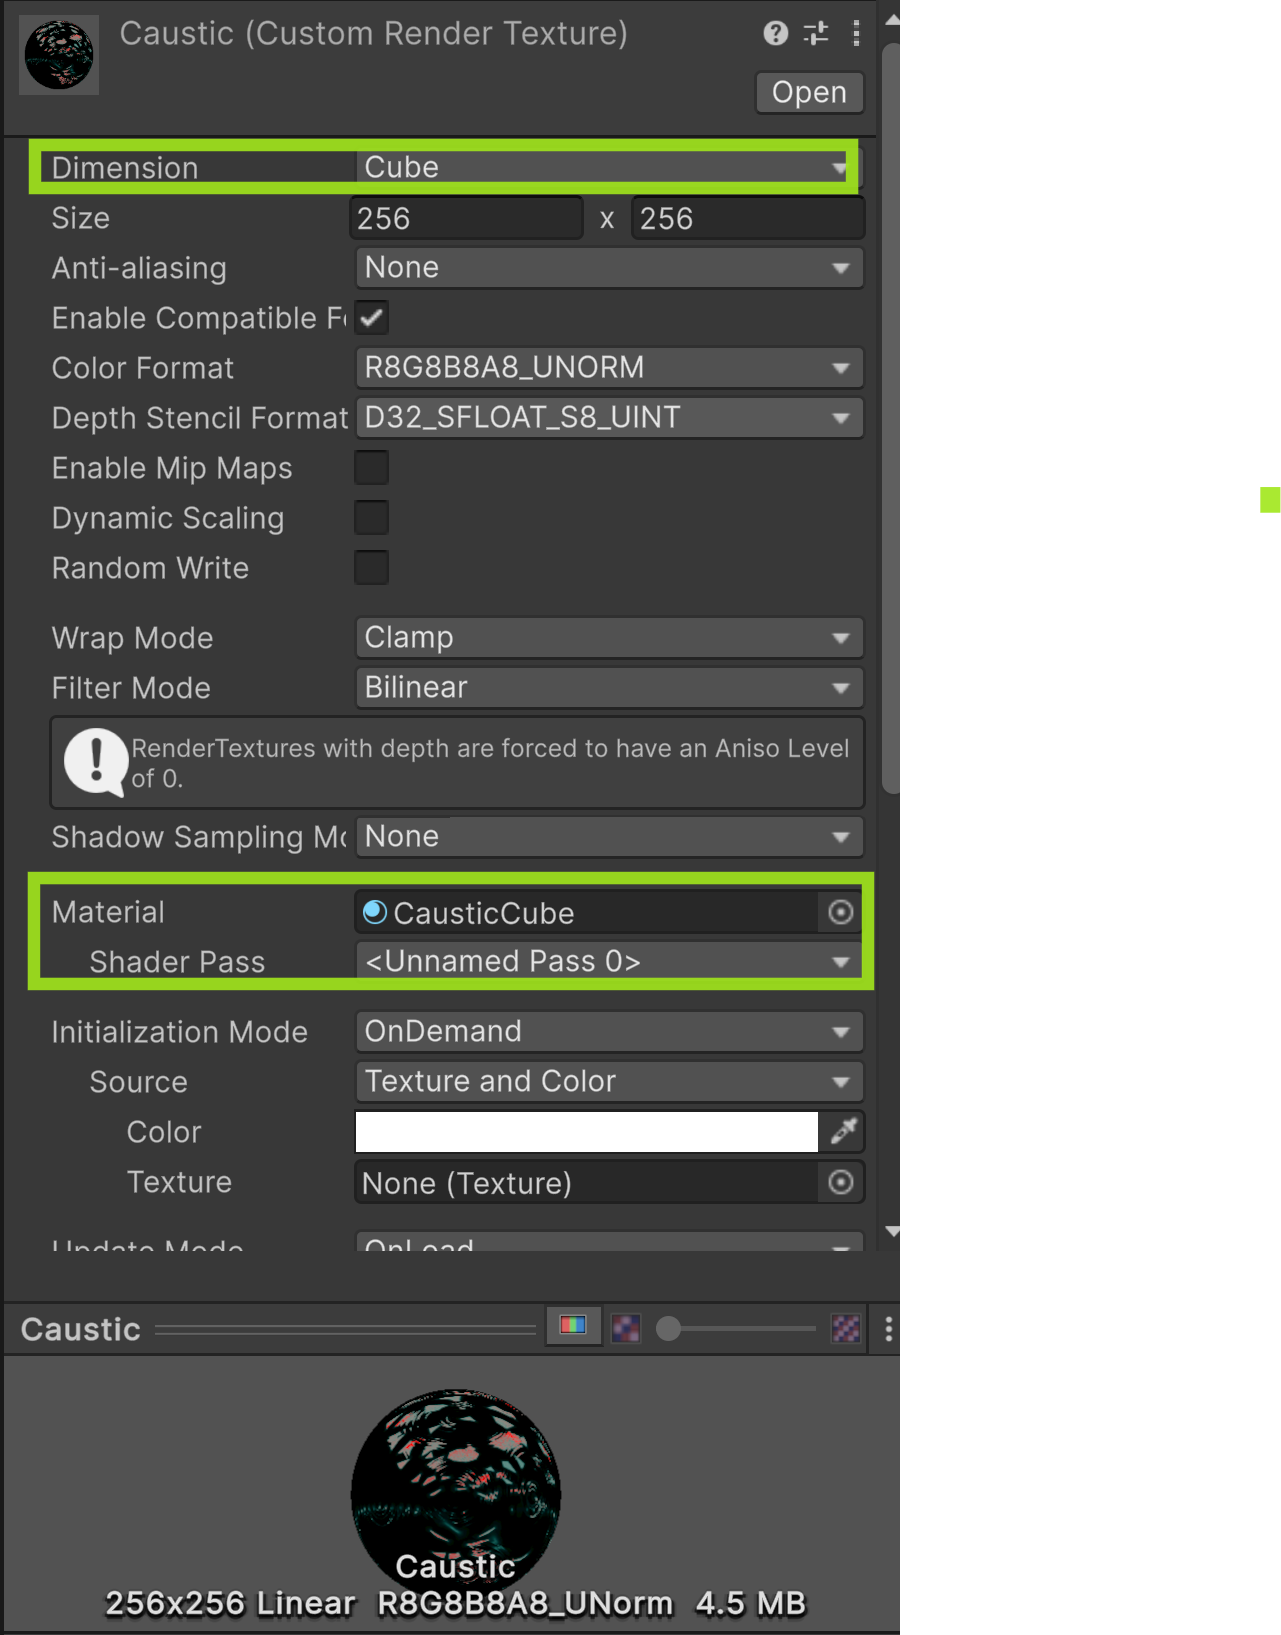 Caustic (Custom Render Texture)
Open
Dimension Cube
Size 256 x 256
Anti-aliasing None
Enable Compatible
Color Format R8G8B8A8_UNORM
Depth Stencil Format D32_SFLOAT_S8_UINT
Enable Mip Maps
Dynamic Scaling
Random Write
Wrap Mode Clamp
Filter Mode Bilinear
RenderTextures with depth are forced to have an Aniso Level
of 0.
Shadow Sampling None
Material CausticCube
Shader Pass <Unnamed Pass 0>
Initialization Mode OnDemand
Source Texture and Color
Color
Texture None (Texture)
Update Mode OnLoad
Caustic
Caustic
256x256 Linear R8G8B8A8_UNorm 4.5 MB